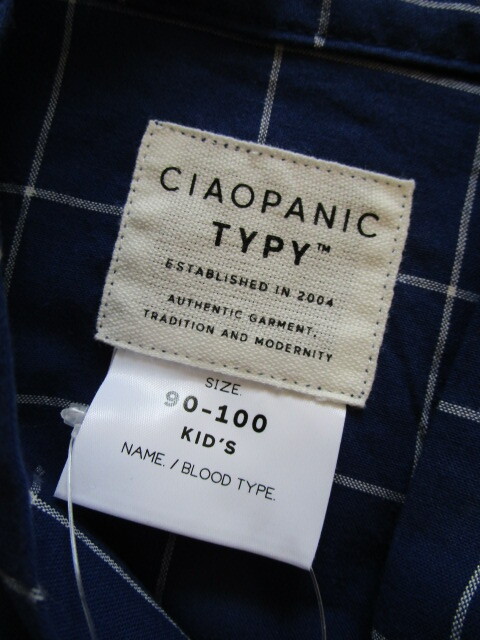 CIAOPANIC
TYPY™
ESTABLISHED IN 2004
AUTHENTIC GARMENT,
TRADITION AND MODERNITY
SIZE.
90-100
KID'S
NAME. / BLOOD TYPE.